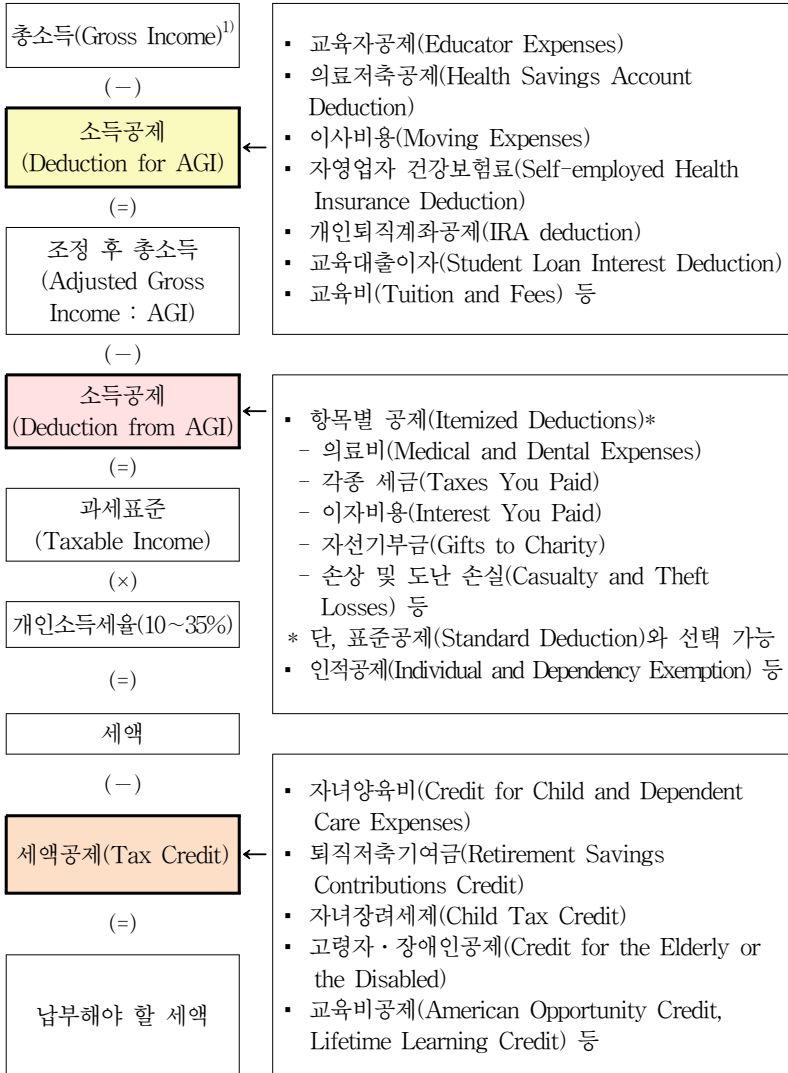 총소득(Gross Income)1)
(-)
소득공제
(Deduction for AGI)
(=)
조정 후 총소득
(Adjusted Gross
Income : AGI)
(-)
소득공제
(Deduction from AGI)
(=)
과세표준
(Taxable Income)
(×)
개인소득세율(10~35%)
(=)
세액
(-)
세액공제(Tax Credit)
(=)
납부해야 할 세액
▪ 교육자공제(Educator Expenses)
▪ 의료저축공제(Health Savings Account
Deduction)
▪ 이사비용(Moving Expenses)
▪ 자영업자 건강보험료(Self-employed Health
Insurance Deduction)
▪ 개인퇴직계좌공제(IRA deduction)
▪ 교육대출이자(Student Loan Interest Deduction)
▪ 교육비(Tuition and Fees) 등
▪ 항목별 공제(Itemized Deductions)*
- 의료비(Medical and Dental Expenses)
- 각종 세금(Taxes You Paid)
- 이자비용(Interest You Paid)
- 자선기부금(Gifts to Charity)
- 손상 및 도난 손실(Casualty and Theft
Losses) 등
* 단, 표준공제(Standard Deduction)와 선택 가능
▪ 인적공제(Individual and Dependency Exemption) 등
▪ 자녀양육비(Credit for Child and Dependent
Care Expenses)
▪ 퇴직저축기여금(Retirement Savings
Contributions Credit)
▪ 자녀장려세제(Child Tax Credit)
▪ 고령자·장애인공제(Credit for the Elderly or
the Disabled)
▪ 교육비공제(American Opportunity Credit,
Lifetime Learning Credit) 등